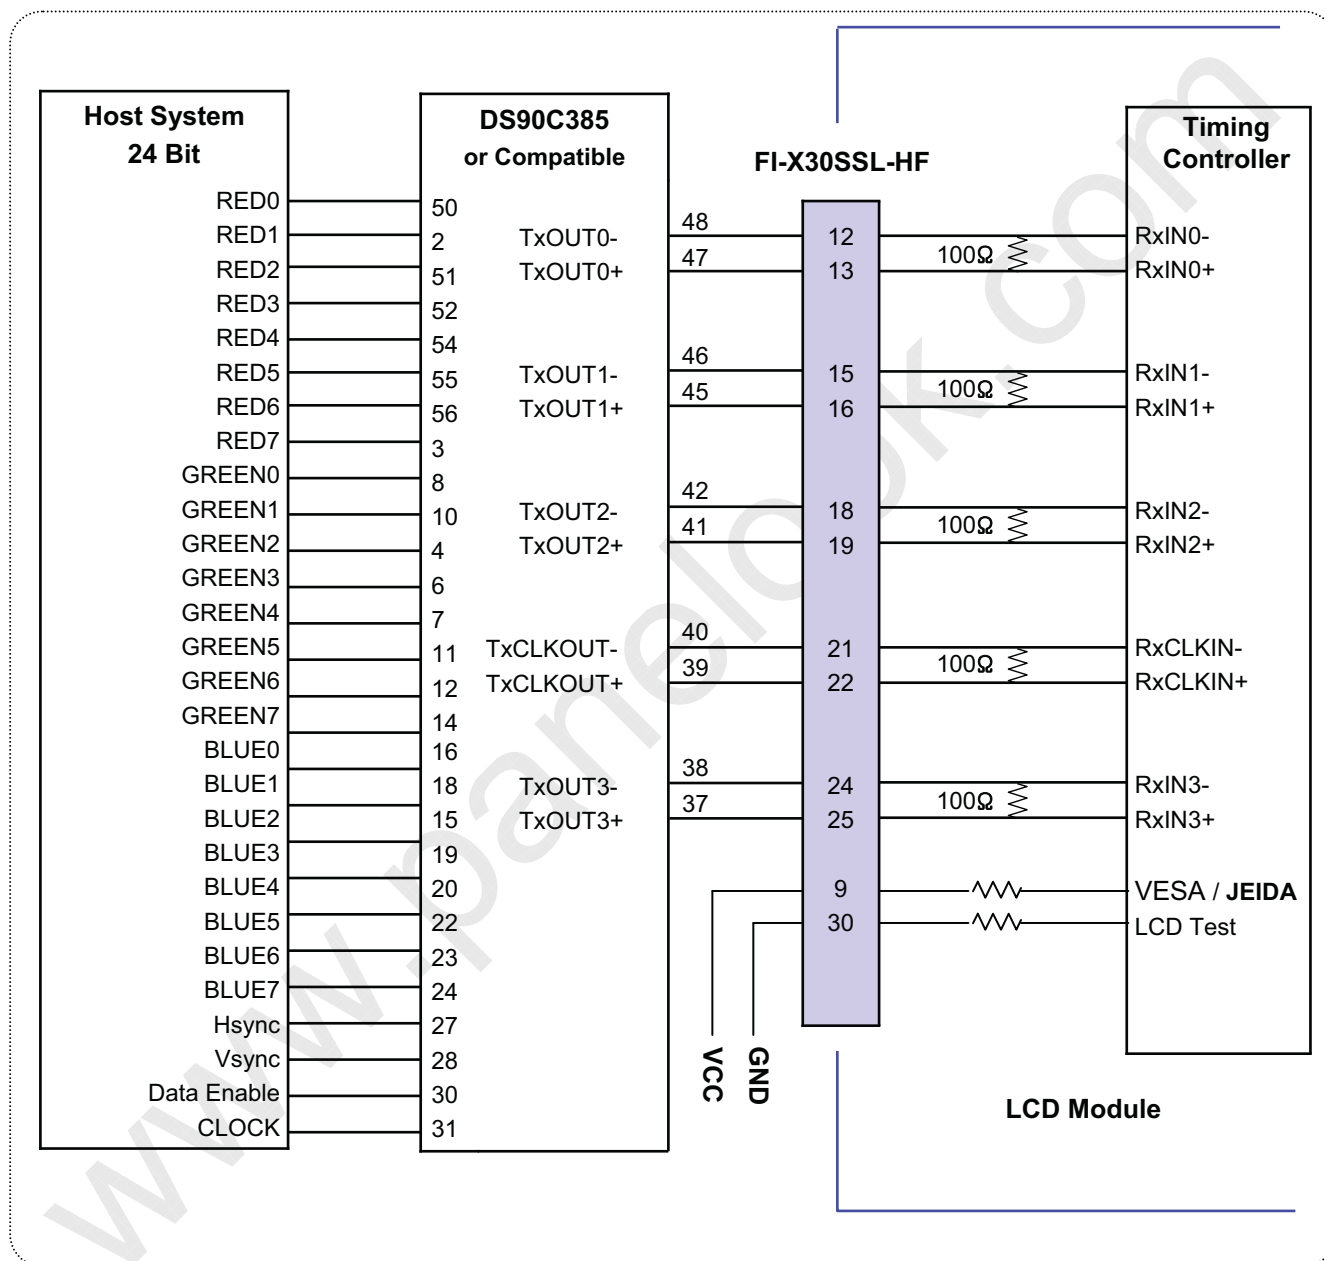 Host System
24 Bit
RED0
RED1
RED2
RED3
RED4
RED5
RED6
RED7
GREEN0
GREEN1
GREEN2
GREEN3
GREEN4
GREEN5
GREEN6
GREEN7
BLUE0
BLUE1
BLUE2
BLUE3
BLUE4
BLUE5
BLUE6
BLUE7
Hsync
Vsync
Data Enable
CLOCK
DS90C385
or Compatible
50
2
51
52
54
55
56
3
8
10
4
6
7
11
12
14
16
18
15
19
20
22
23
24
27
28
30
31
TxOUT0-
TxOUT0+
TxOUT1-
TxOUT1+
TxOUT2-
TxOUT2+
TxCLKOUT-
TxCLKOUT+
TxOUT3-
TxOUT3+
48
47
46
45
42
41
40
39
38
37
VCC
GND
FI-X30SSL-HF
12
13
15
16
18
19
21
22
24
25
9
30
100Ω
100Ω
100Ω
100Ω
100Ω
Timing
Controller
RxIN0-
RxIN0+
RxIN1-
RxIN1+
RxIN2-
RxIN2+
RxCLKIN-
RxCLKIN+
RxIN3-
RxIN3+
VESA / JEIDA
LCD Test
LCD Module
www.panelook.com